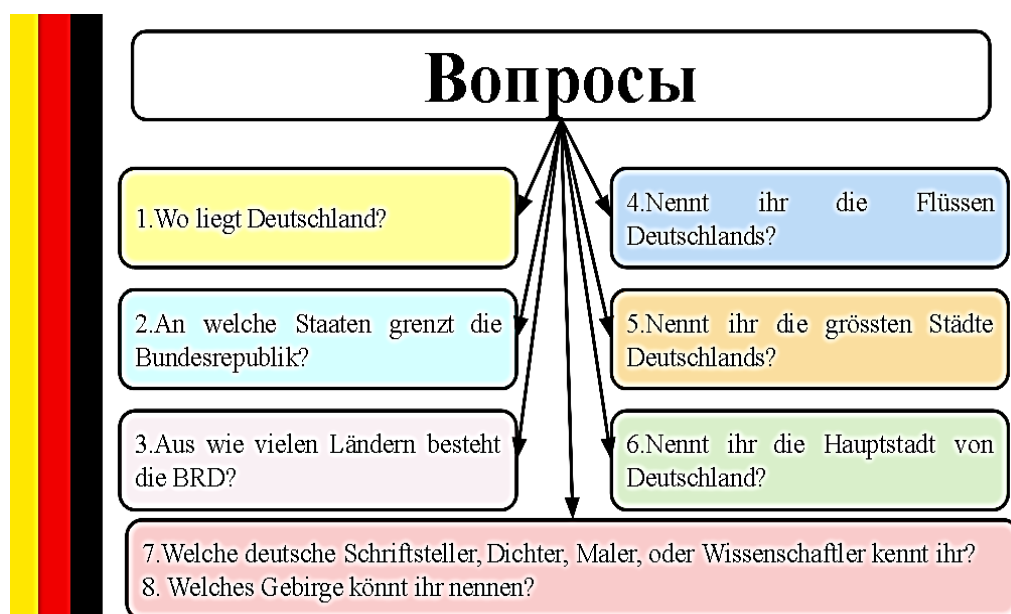 Вопросы
1.Wo liegt Deutschland?
2.An welche Staaten grenzt die
Bundesrepublik?
3.Aus wie vielen Ländern besteht
die BRD?
4.Nennt ihr die Flüssen
Deutschlands?
5.Nennt ihr die grössten Städte
Deutschlands?
6.Nennt ihr die Hauptstadt von
Deutschland?
7.Welche deutsche Schriftsteller, Dichter, Maler, oder Wissenschaftler kennt ihr?
8. Welches Gebirge könnt ihr nennen?